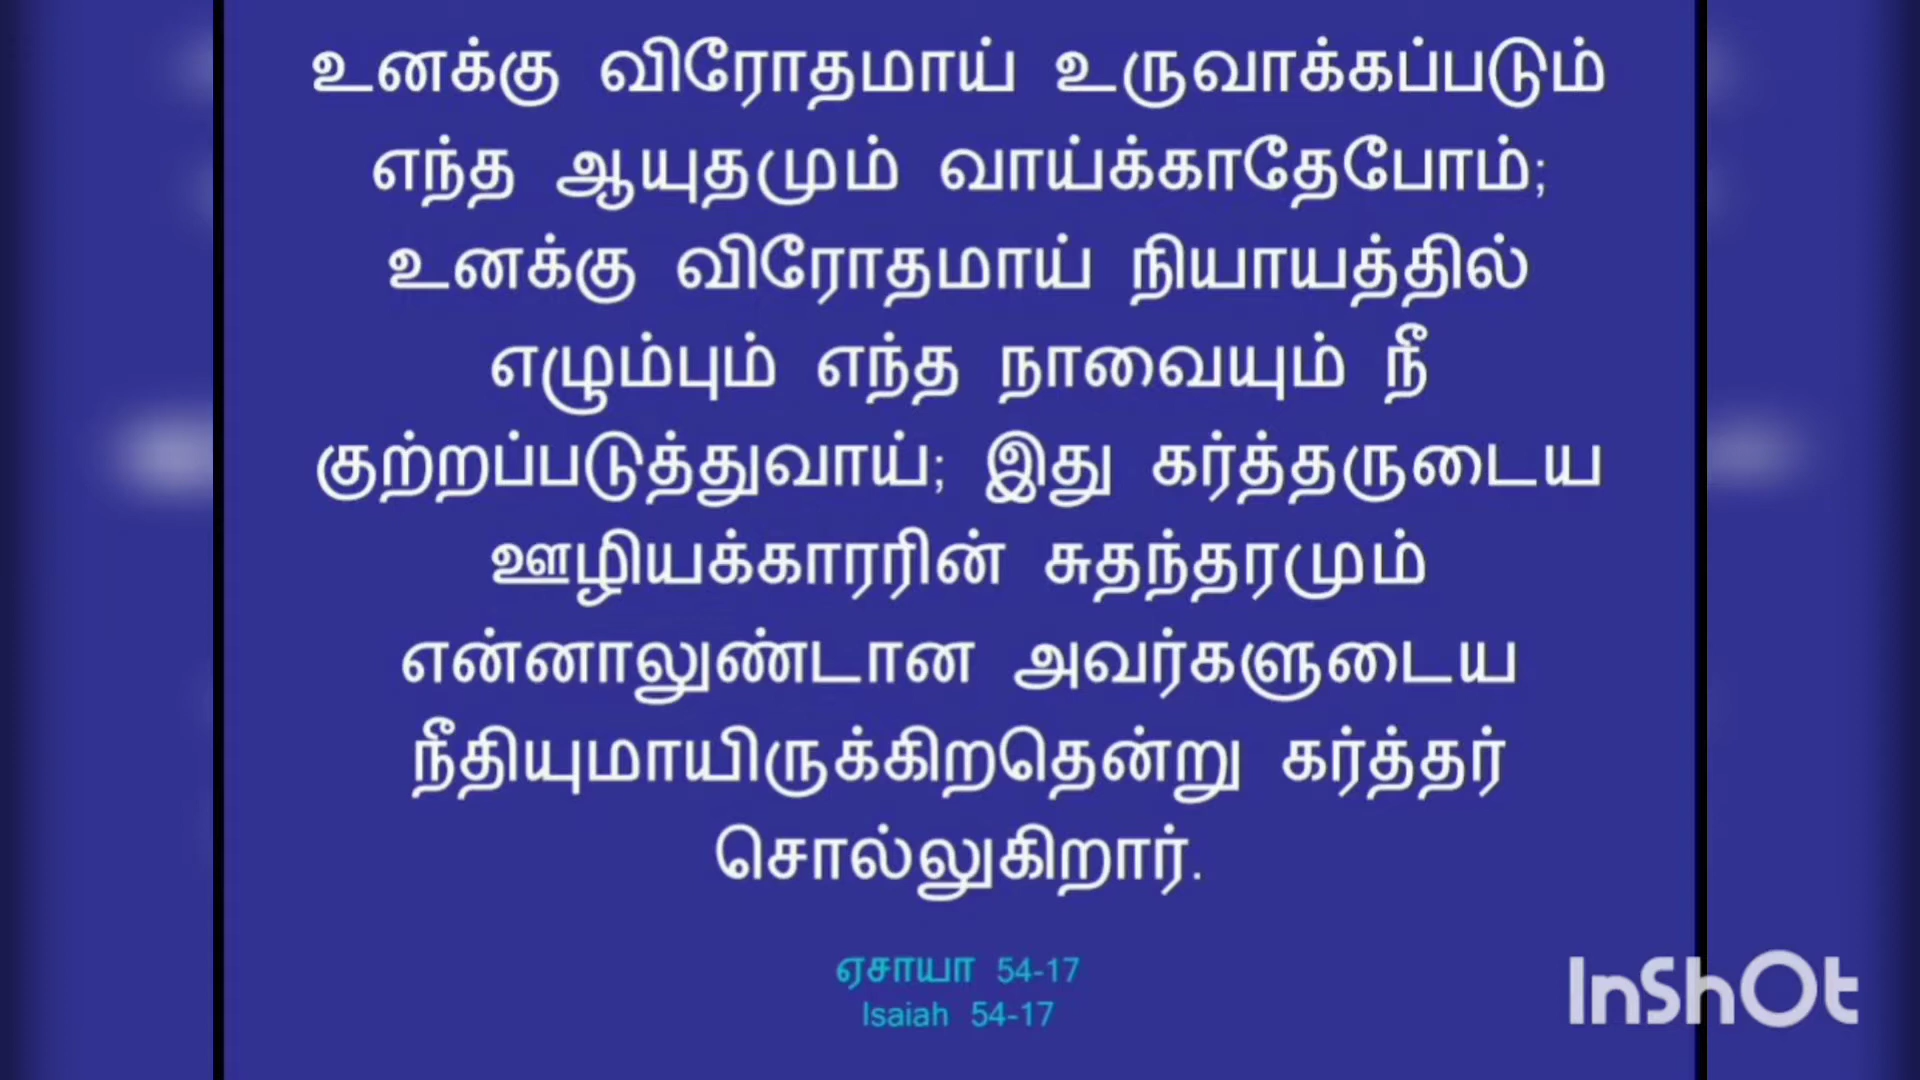 உனக்கு விரோதமாய் உருவாக்கப்படும்
எந்த ஆயுதமும் வாய்க்காதேபோம்;
உனக்கு விரோதமாய் நியாயத்தில்
எழும்பும் எந்த நாவையும் நீ
குற்றப்படுத்துவாய்; இது கர்த்தருடைய
ஊழியக்காரரின் சுதந்தரமும்
என்னாலுண்டான அவர்களுடைய
நீதியுமாயிருக்கிறதென்று கர்த்தர்
சொல்லுகிறார்.
ஏசாயா 54-17
Isaiah 54-17
InShOt